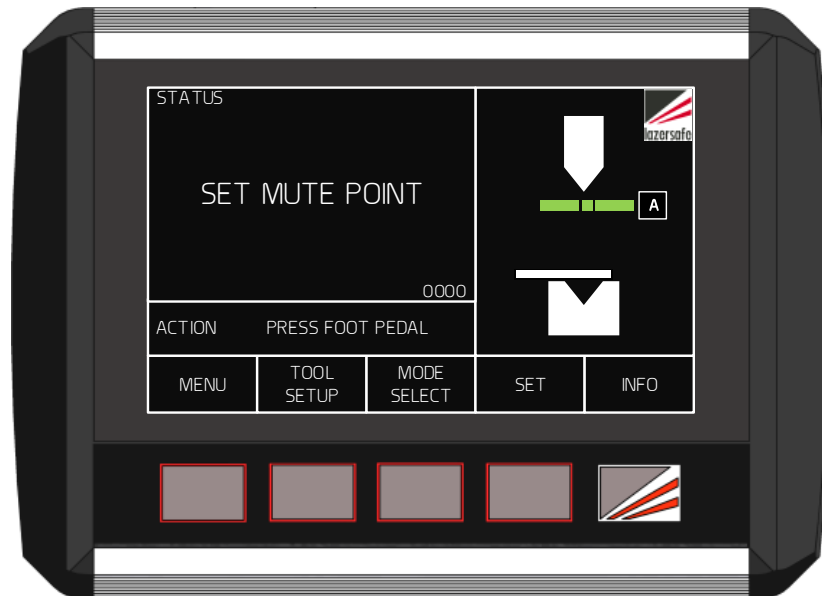 STATUS
lazersafe
SET MUTE POINT
A
0000
ACTION PRESS FOOT PEDAL
MENU
TOOL
SETUP
MODE
SELECT
SET
INFO